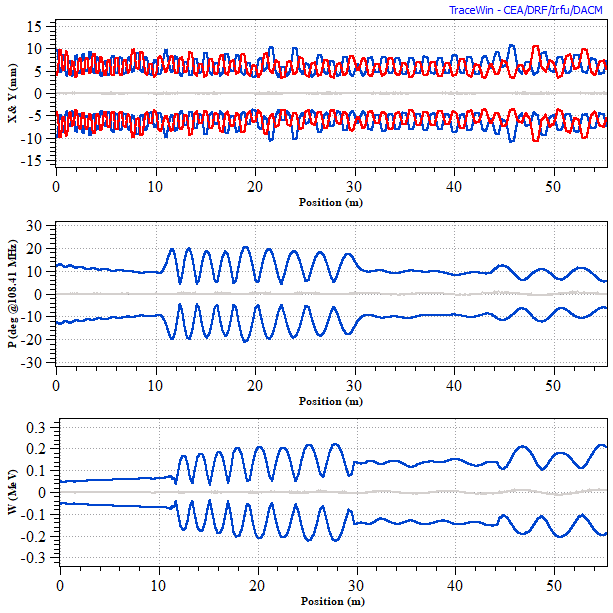 TraceWin - CEA/DRF/Irfu/DACM
X & Y (mm)
15
10
5
0
-5
-10
-15
0 10 20 30 40 50
Position (m)
P (deg @108.41 MHz)
30
20
10
0
-10
-20
-30
0 10 20 30 40 50
Position (m)
W (MeV)
0.3
0.2
0.1
0
-0.1
-0.2
-0.3
0 10 20 30 40 50
Position (m)